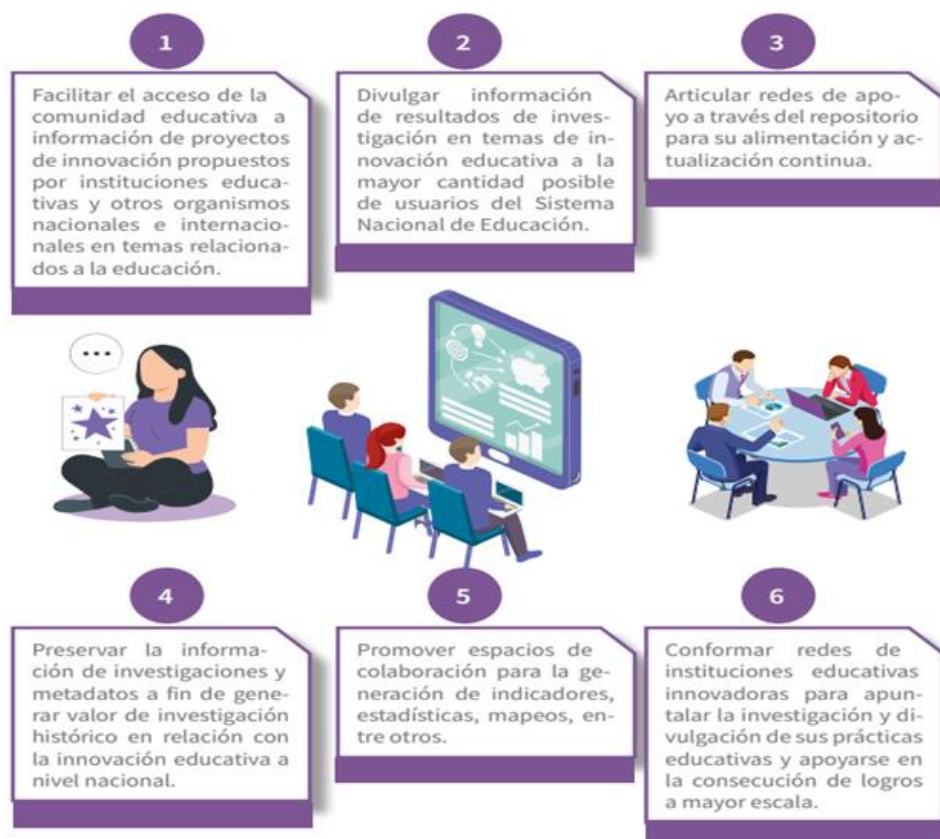 1
Facilitar el acceso de la
comunidad educativa a
información de proyectos
de innovación propuestos
por instituciones educa-
tivas y otros organismos
nacionales e internacio-
nales en temas relaciona-
dos a la educación.
2
Divulgar información
de resultados de inves-
tigación en temas de in-
novación educativa a la
mayor cantidad posible
de usuarios del Sistema
Nacional de Educación.
3
Articular redes de apo-
yo a través del repositorio
para su alimentación y ac-
tualización continua.
4
Preservar la informa-
ción de investigaciones y
metadatos a fin de gene-
rar valor de investigación
histórico en relación con
la innovación educativa a
nivel nacional.
5
Promover espacios de
colaboración para la ge-
neración de indicadores,
estadísticas, mapeos, en-
tre otros.
6
Conformar redes de
instituciones educativas
innovadoras para apun-
talar la investigación y di-
vulgación de sus prácticas
educativas y apoyarse en
la consecución de logros
a mayor escala.